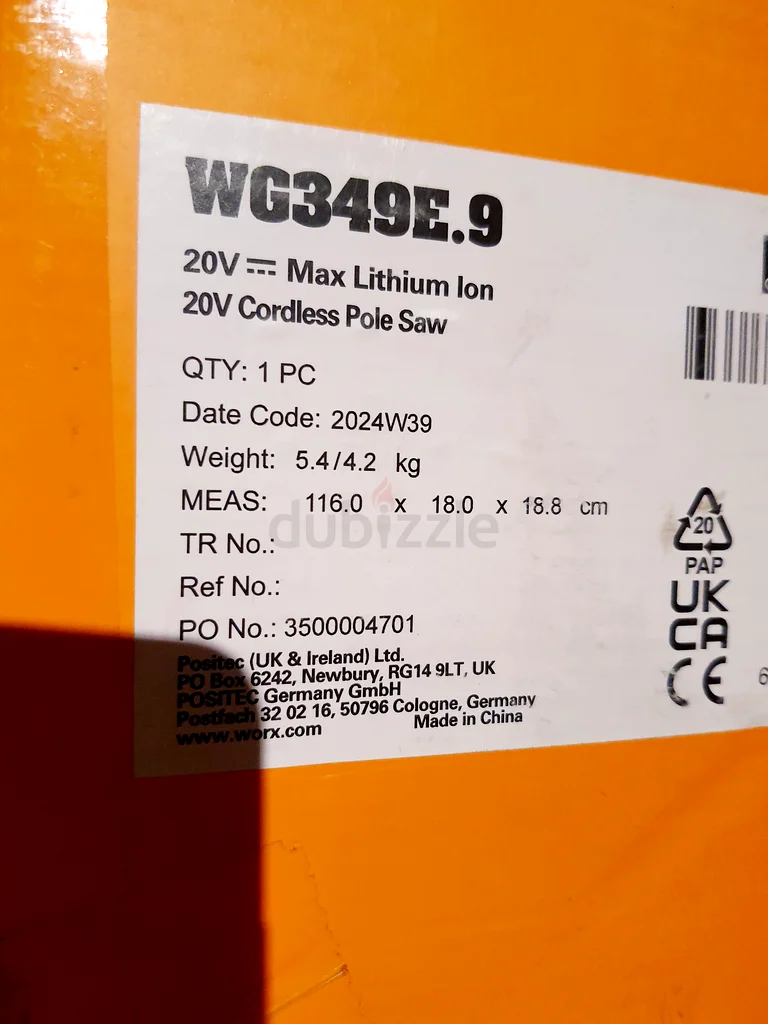 WG349E.9
20V ⎓ Max Lithium Ion
20V Cordless Pole Saw
QTY: 1 PC
Date Code: 2024W39
Weight: 5.4/4.2 kg
MEAS: 116.0 x 18.0 x 18.8 cm
dubizzle
TR No.:
Ref No.:
PO No.: 3500004701
Positec (UK & Ireland) Ltd.
PO Box 6242, Newbury, RG14 9LT, UK
POSITEC Germany GmbH
Postfach 32 02 16, 50796 Cologne, Germany
Made in China
www.worx.com
20
PAP
UK
CA
CE
6